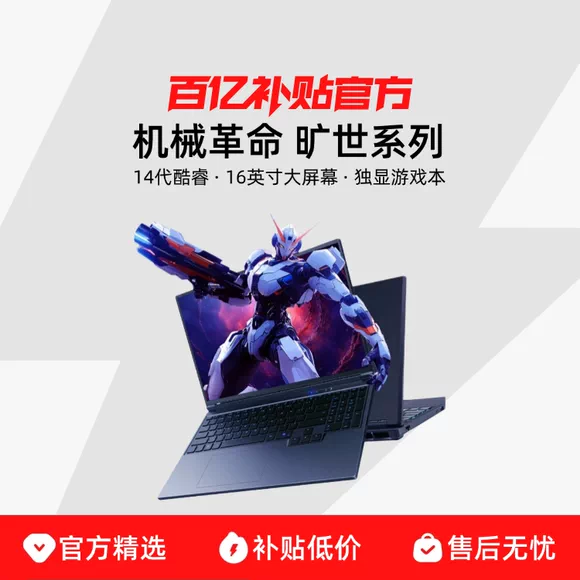 百亿补贴官方
机械革命 旷世系列
14代酷睿 · 16英寸大屏幕 · 独显游戏本
官方精选 补贴低价 售后无忧